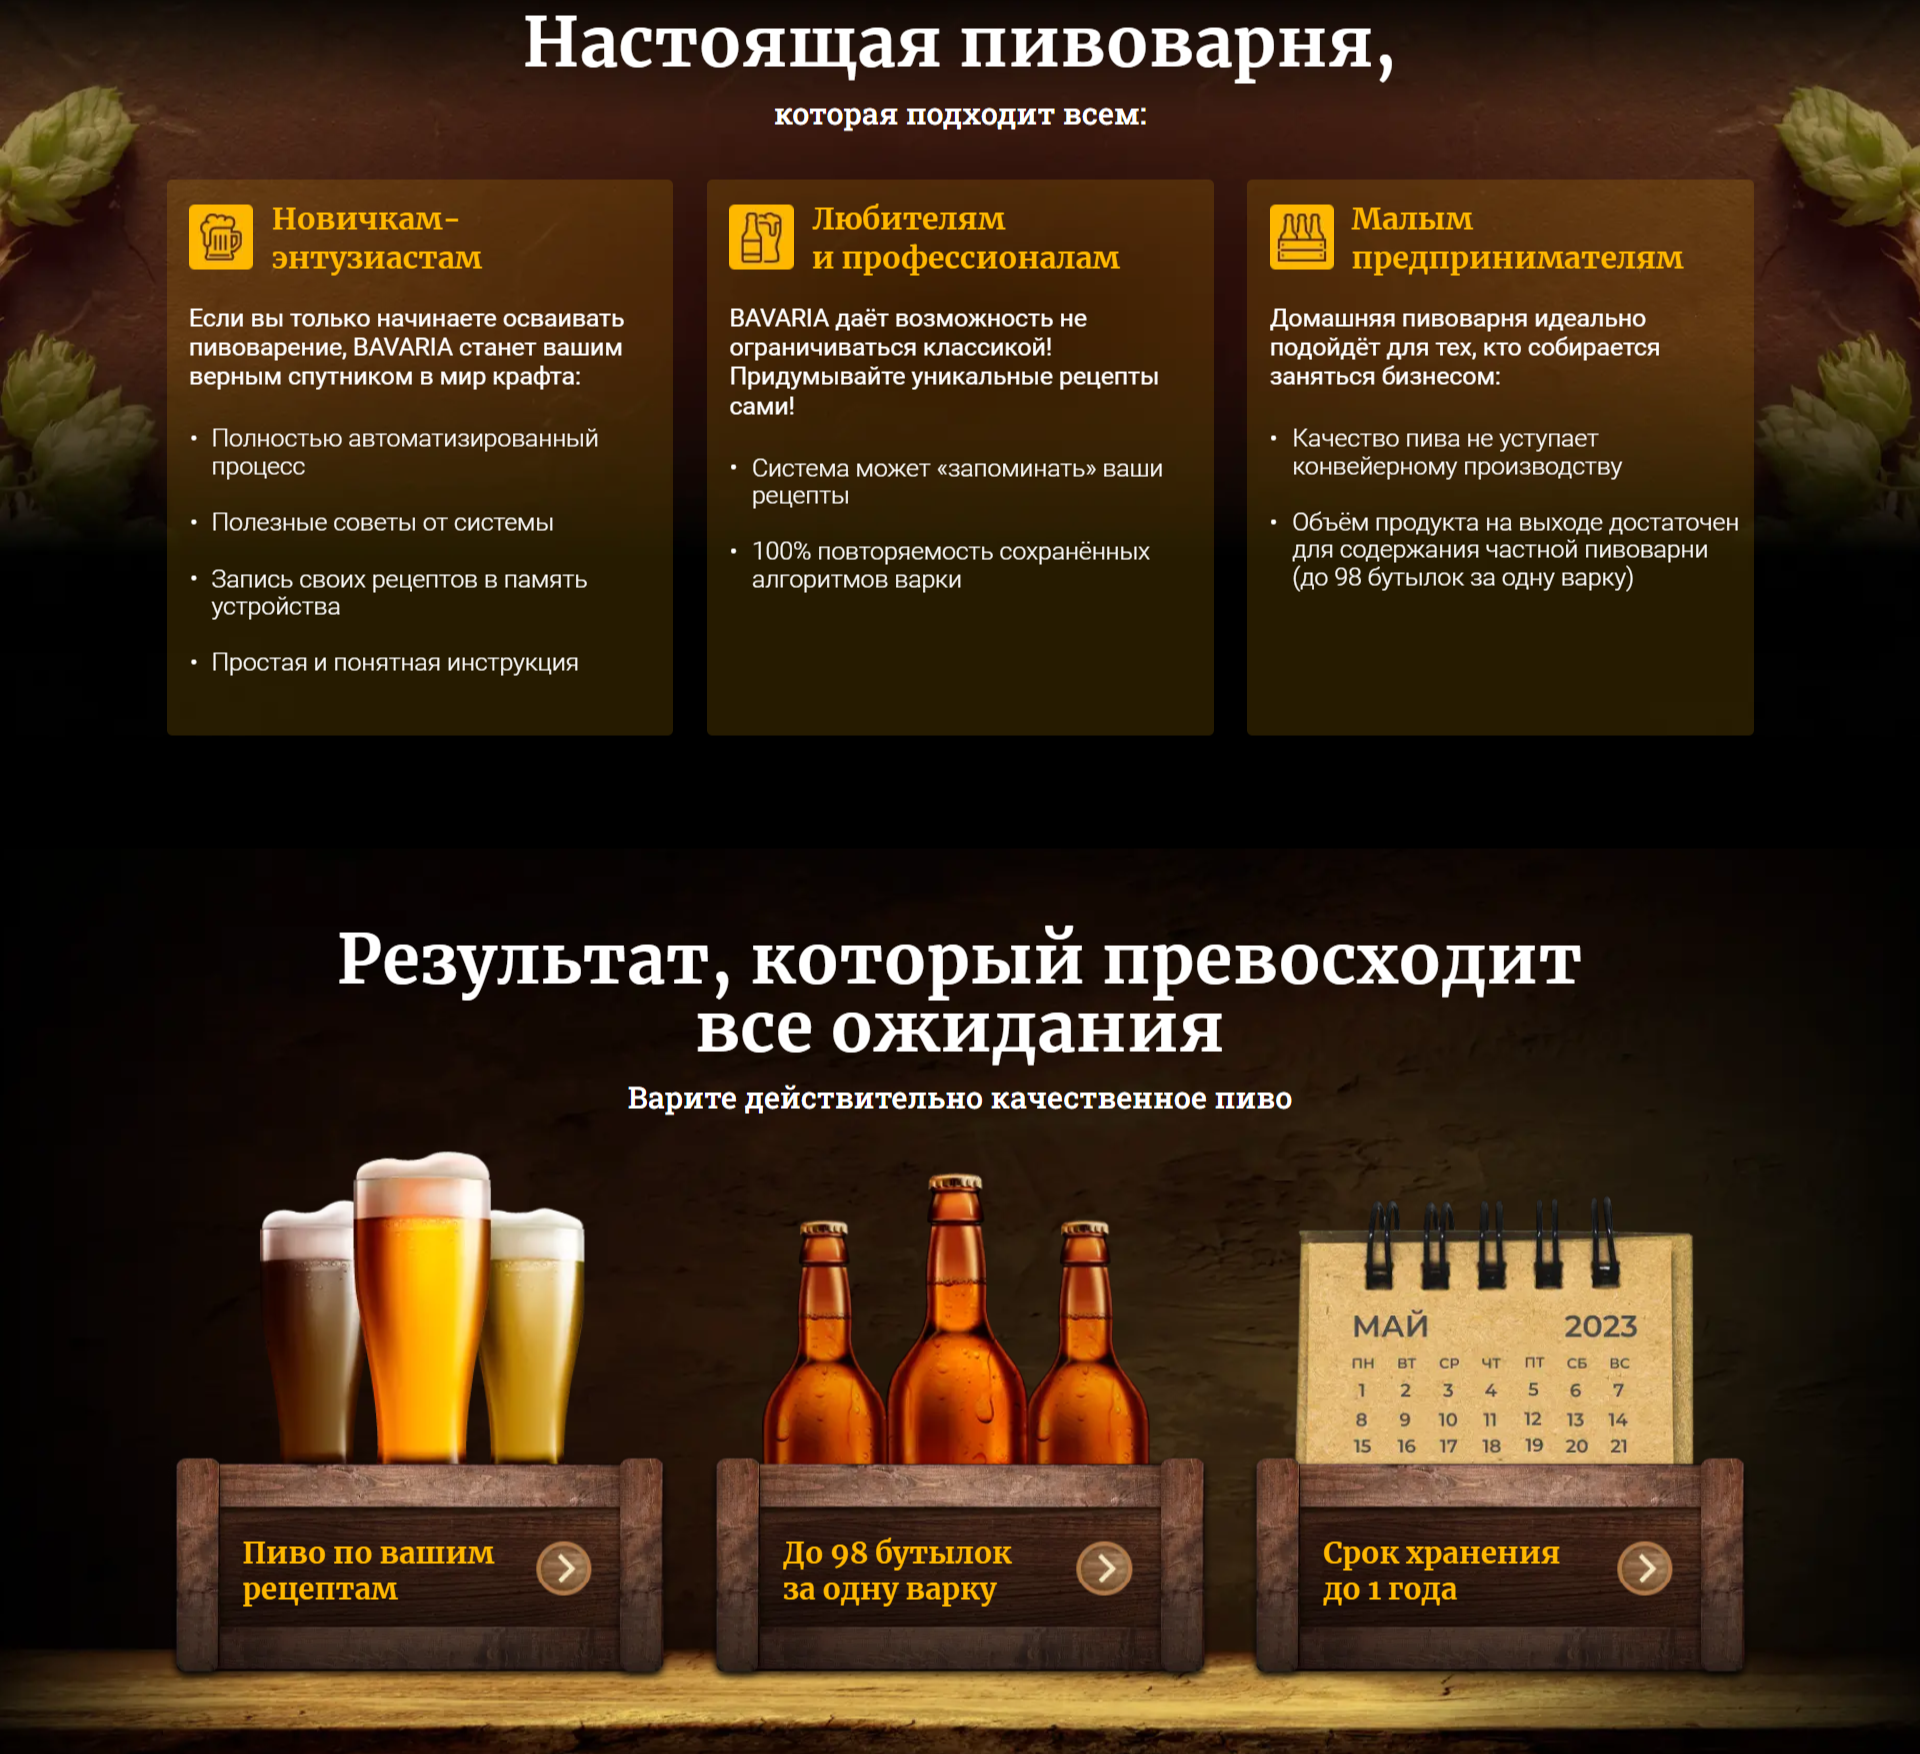 Настоящая пивоварня,
которая подходит всем:
Новичкам-
энтузиастам
Если вы только начинаете осваивать
пивоварение, BAVARIA станет вашим
верным спутником в мир крафта:
• Полностью автоматизированный
процесс
• Полезные советы от системы
• Запись своих рецептов в память
устройства
• Простая и понятная инструкция
Любителям
и профессионалам
BAVARIA даёт возможность не
ограничиваться классикой!
Придумывайте уникальные рецепты
сами!
• Система может «запоминать» ваши
рецепты
• 100% повторяемость сохранённых
алгоритмов варки
Малым
предпринимателям
Домашняя пивоварня идеально
подойдёт для тех, кто собирается
заняться бизнесом:
• Качество пива не уступает
конвейерному производству
• Объём продукта на выходе достаточен
для содержания частной пивоварни
(до 98 бутылок за одну варку)
Результат, который превосходит
все ожидания
Варите действительно качественное пиво
МАЙ 2023
ПН ВТ СР ЧТ ПТ СБ ВС
1 2 3 4 5 6 7
8 9 10 11 12 13 14
15 16 17 18 19 20 21
Пиво по вашим
рецептам
До 98 бутылок
за одну варку
Срок хранения
до 1 года